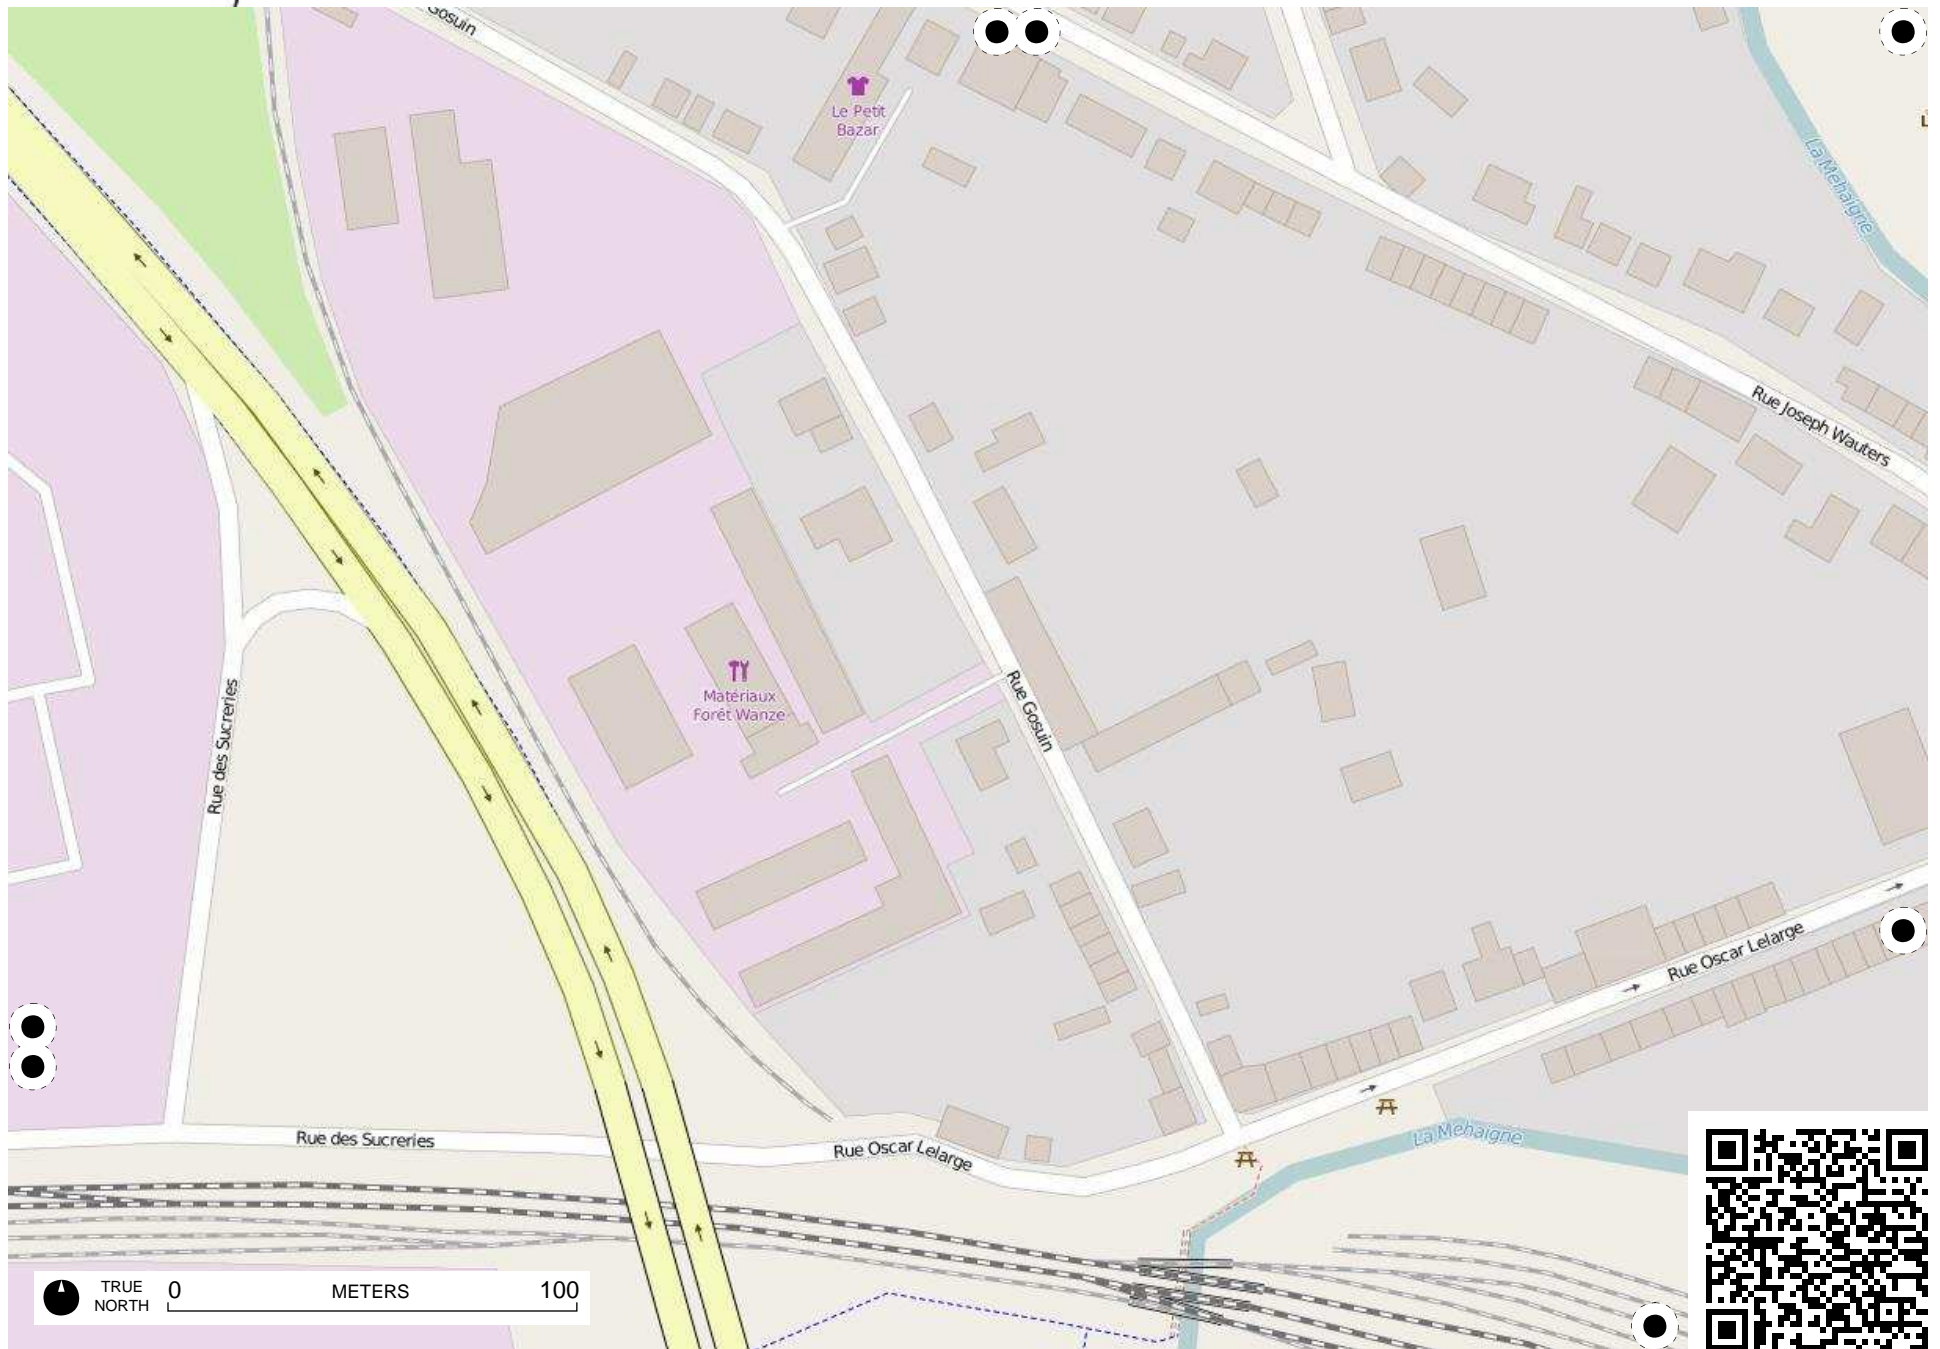 Gosuin
Le Petit
Bazar
La Mehaigne
Rue Joseph Wauters
Rue Gosuin
Matériaux
Forêt Wanze
Rue des Sucreries
Rue Oscar Lelarge
Rue des Sucreries
Rue Oscar Lelarge
La Mehaigne
TRUE
NORTH
0 METERS 100